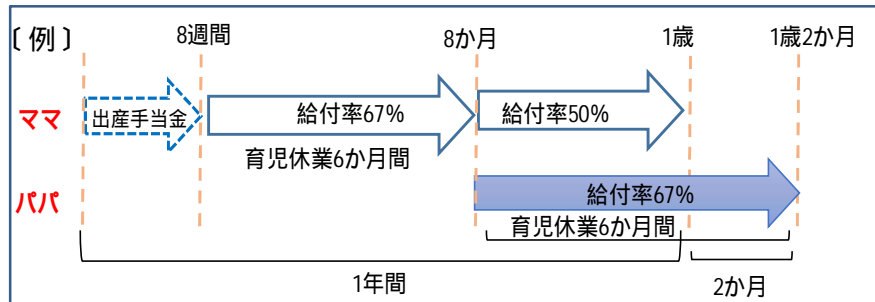 〔例〕
8週間 8か月 1歳 1歳2か月
ママ 出産手当金 給付率67% 給付率50%
育児休業6か月間
パパ 給付率67%
育児休業6か月間
1年間 2か月